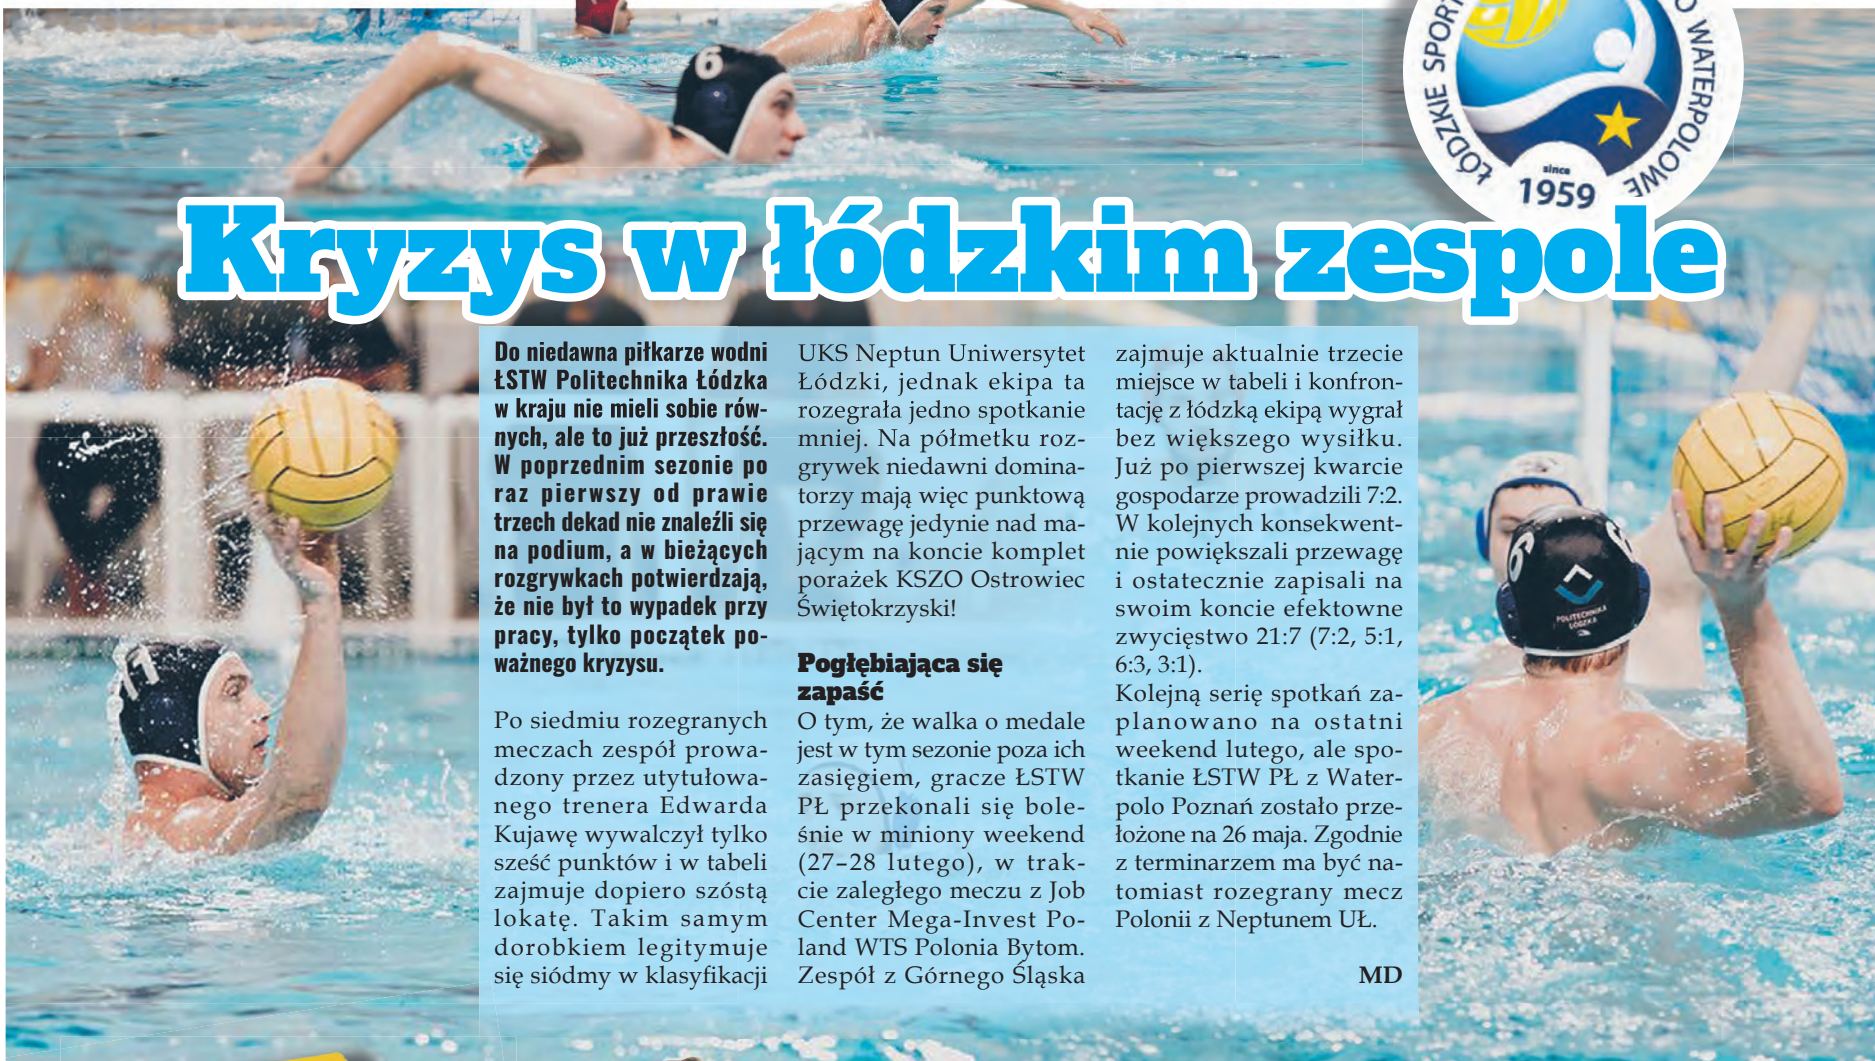 6
ŁÓDZKIE SPORT
O WATERPOLOWE
since
1959
Kryzys w łódzkim zespole
Do niedawna piłkarze wodni
ŁSTW Politechnika Łódzka
w kraju nie mieli sobie rów-
nych, ale to już przeszłość.
W poprzednim sezonie po
raz pierwszy od prawie
trzech dekad nie znaleźli się
na podium, a w bieżących
rozgrywkach potwierdzają,
że nie był to wypadek przy
pracy, tylko początek po-
ważnego kryzysu.
Po siedmiu rozegranych
meczach zespół prowa-
dzony przez utytułowa-
nego trenera Edwarda
Kujawę wywalczył tylko
sześć punktów i w tabeli
zajmuje dopiero szóstą
lokatę. Takim samym
dorobkiem legitymuje
się siódmy w klasyfikacji
UKS Neptun Uniwersytet
Łódzki, jednak ekipa ta
rozegrała jedno spotkanie
mniej. Na półmetku roz-
grywek niedawni domina-
torzy mają więc punktową
przewagę jedynie nad ma-
jącym na koncie komplet
porażek KSZO Ostrowiec
Świętokrzyski!
Pogłębiająca się
zapaść
O tym, że walka o medale
jest w tym sezonie poza ich
zasięgiem, gracze ŁSTW
PŁ przekonali się bole-
śnie w miniony weekend
(27–28 lutego), w trak-
cie zaległego meczu z Job
Center Mega-Invest Po-
land WTS Polonia Bytom.
Zespół z Górnego Śląska
zajmuje aktualnie trzecie
miejsce w tabeli i konfron-
tację z łódzką ekipą wygrał
bez większego wysiłku.
Już po pierwszej kwarcie
gospodarze prowadzili 7:2.
W kolejnych konsekwent-
nie powiększali przewagę
i ostatecznie zapisali na
swoim koncie efektowne
zwycięstwo 21:7 (7:2, 5:1,
6:3, 3:1).
Kolejną serię spotkań za-
planowano na ostatni
weekend lutego, ale spo-
tkanie ŁSTW PŁ z Water-
polo Poznań zostało prze-
łożone na 26 maja. Zgodnie
z terminarzem ma być na-
tomiast rozegrany mecz
Polonii z Neptunem UŁ.
MD
11
6
6
POLITECHNIKA
ŁÓDZKA